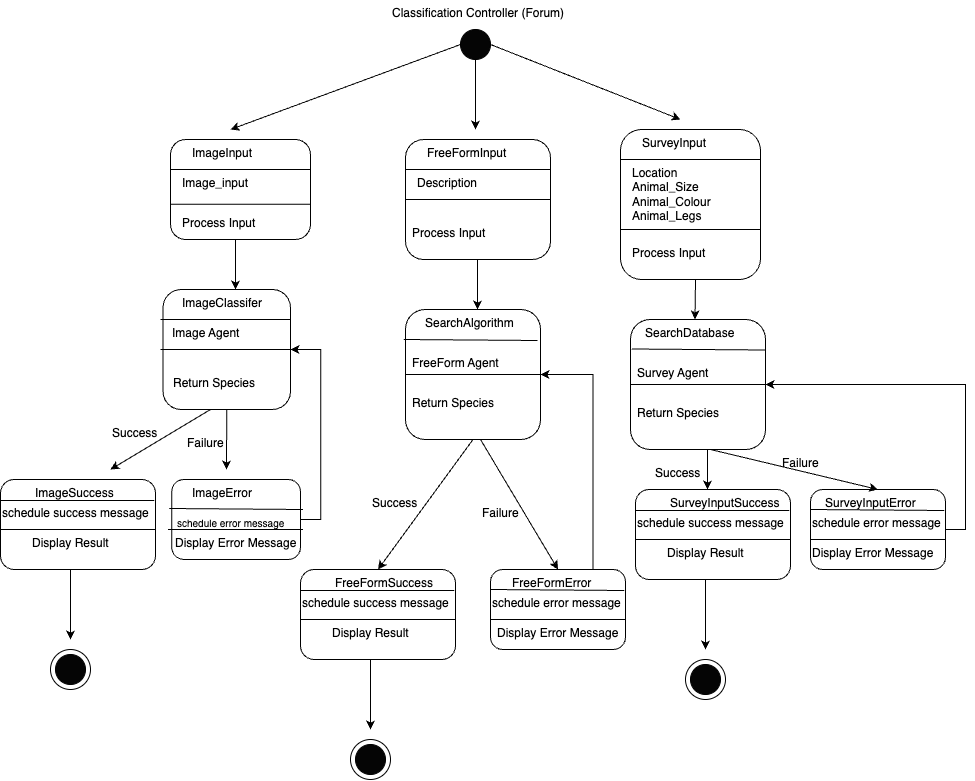 Classification Controller (Forum)
ImageInput
Image_input
Process Input
FreeFormInput
Description
Process Input
SurveyInput
Location
Animal_Size
Animal_Colour
Animal_Legs
Process Input
ImageClassifer
Image Agent
Return Species
SearchAlgorithm
FreeForm Agent
Return Species
SearchDatabase
Survey Agent
Return Species
Success
Failure
ImageSuccess
schedule success message
Display Result
ImageError
schedule error message
Display Error Message
Success
Failure
FreeFormSuccess
schedule success message
Display Result
FreeFormError
schedule error message
Display Error Message
Success
Failure
SurveyInputSuccess
schedule success message
Display Result
SurveyInputError
schedule error message
Display Error Message